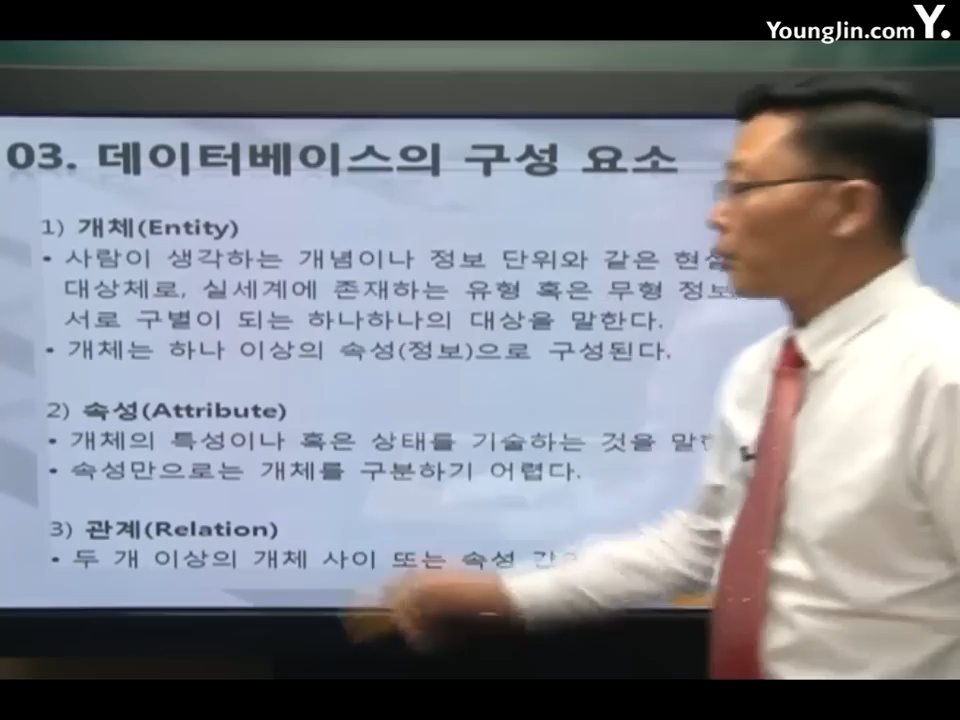 YoungJin.com Y.
03. 데이터베이스의 구성 요소
1) 개체(Entity)
• 사람이 생각하는 개념이나 정보 단위와 같은
대상체로, 실세계에 존재하는 유형 혹은 무형
서로 구별이 되는 하나하나의 대상을 말한다.
• 개체는 하나 이상의 속성(정보)으로 구성된다.
2) 속성(Attribute)
• 개체의 특성이나 혹은 상태를 기술하는 것을
• 속성만으로는 개체를 구분하기 어렵다.
3) 관계(Relation)
• 두 개 이상의 개체 사이 또는 속성